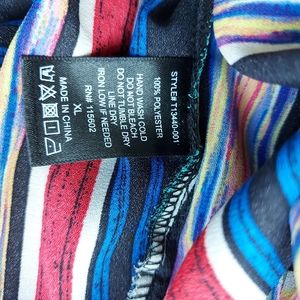 STYLE# T13440-001
100% POLYESTER
HAND WASH COLD
DO NOT BLEACH
DO NOT TUMBLE DRY
LINE DRY
IRON LOW IF NEEDED
RN# 115602
XL
MADE IN CHINA